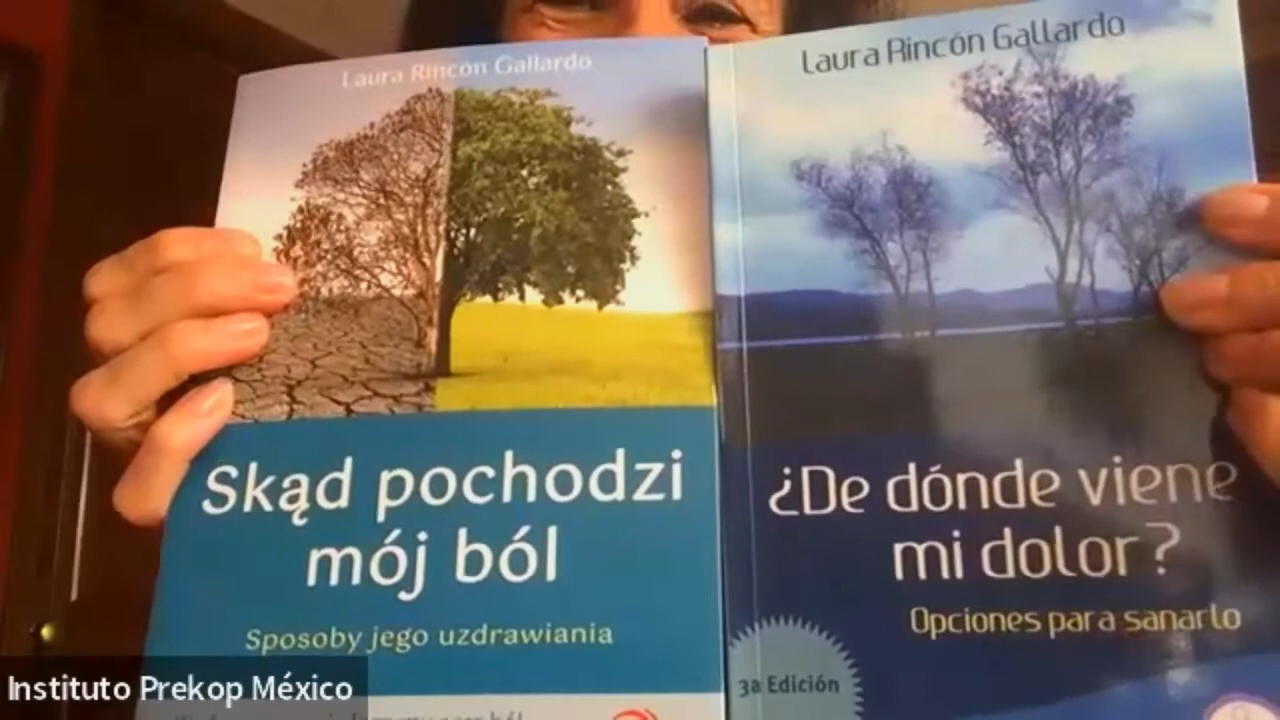 Laura Rincón Gallardo
Skąd pochodzi
mój ból
Sposoby jego uzdrawiania
Laura Rincón Gallardo
¿De dónde viene
mi dolor?
Opciones para sanarlo
3a Edición
Instituto Prekop México